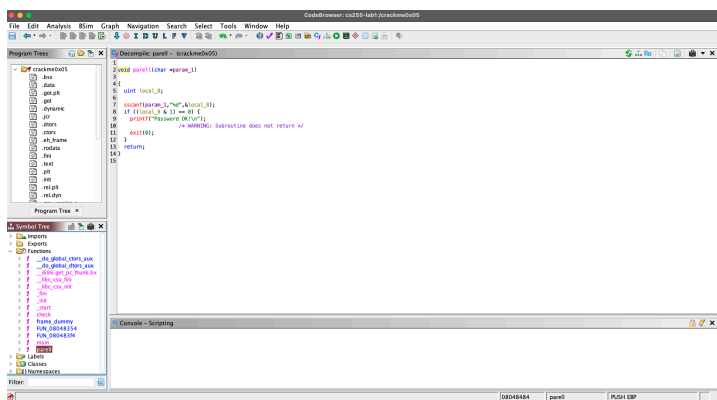 CodeBrowser: cs255-lab1:/crackme0x05
File Edit Analysis BSim Graph Navigation Search Select Tools Window Help
Program Trees
crackme0x05
.bss
.data
.got.plt
.got
.dynamic
.jcr
.dtors
.ctors
.eh_frame
.rodata
.fini
.text
.plt
.init
.rel.plt
.rel.dyn
Program Tree
Symbol Tree
Imports
Exports
Functions
__do_global_ctors_aux
__do_global_dtors_aux
__i686.get_pc_thunk.bx
__libc_csu_fini
__libc_csu_init
_fini
_init
_start
check
frame_dummy
FUN_08048354
FUN_080483f4
main
parell
Labels
Classes
Namespaces
Filter:
Decompile: parell - (crackme0x05)
Ro
1
2 void parell(char *param_1)
3
4 {
5 uint local_8;
6
7 sscanf(param_1,"%d",&local_8);
8 if ((local_8 & 1) == 0) {
9 printf("Password OK!\n");
10 /* WARNING: Subroutine does not return */
11 exit(0);
12 }
13 return;
14 }
15
Console - Scripting
08048484 parell PUSH EBP